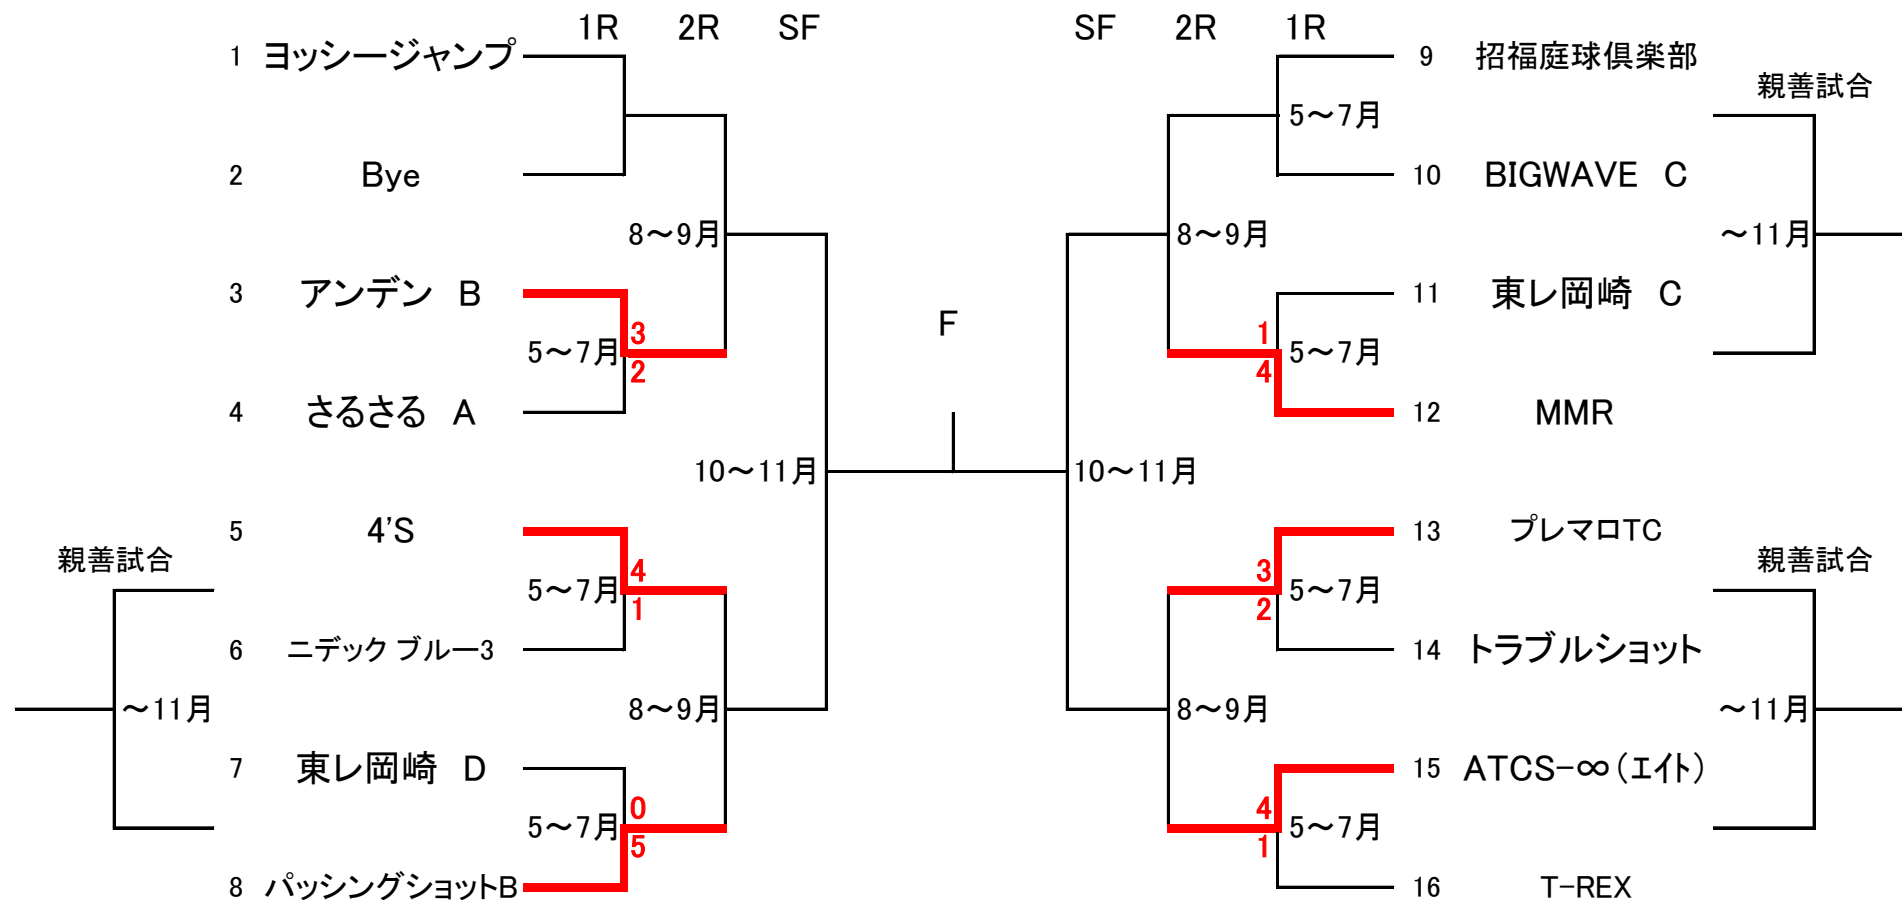 1R 2R SF SF 2R 1R
1 ヨッシージャンプ 9 招福庭球倶楽部
親善試合
5～7月
2 Bye 10 BIGWAVE C
8～9月 8～9月 ～11月
3 アンデン B 11 東レ岡崎 C
F
3 1
5～7月 5～7月
2 4
4 さるさる A 12 MMR
10～11月 10～11月
5 4'S 13 プレマロTC
親善試合 親善試合
4 3
5～7月 5～7月
1 2
6 ニデック ブルー3 14 トラブルショット
～11月 8～9月 8～9月 ～11月
7 東レ岡崎 D 15 ATCS-∞(エイト)
0 4
5～7月 5～7月
5 1
8 パッシングショットB 16 T-REX